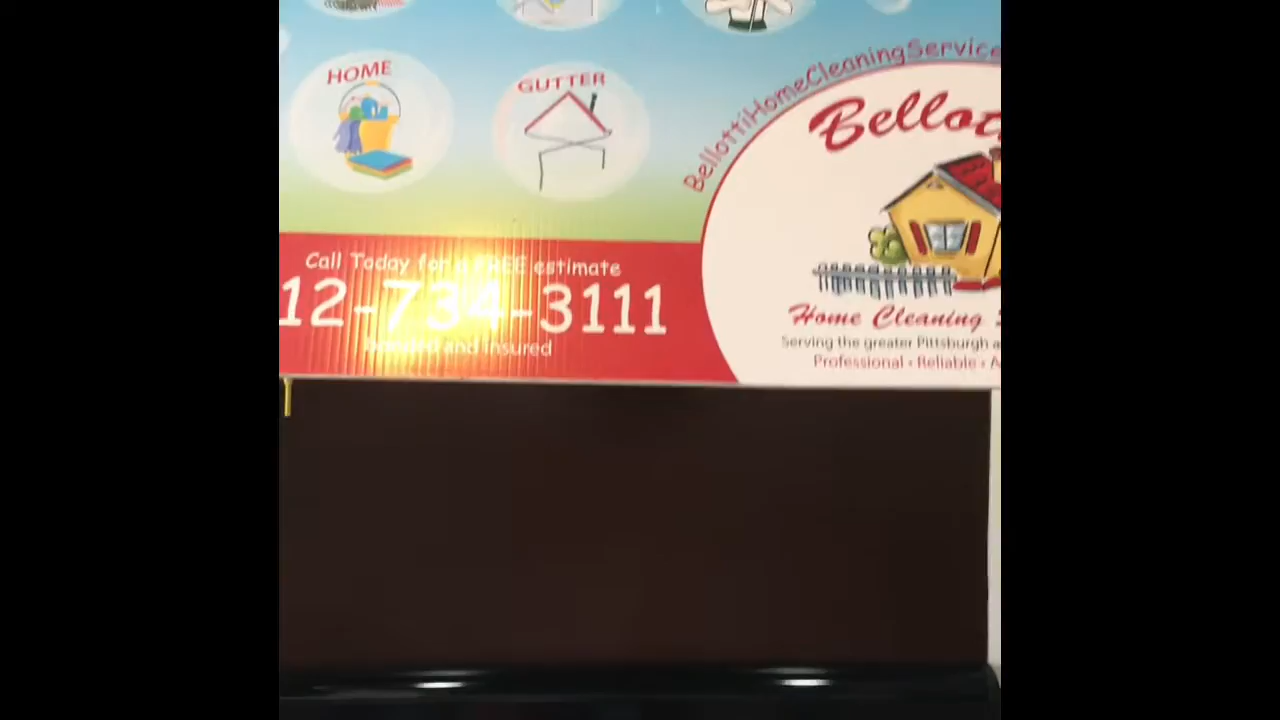 HOME
GUTTER
BellottiHomeCleaningService
Bellot
Call Today for a FREE estimate
12-734-3111
Bonded and insured
Home Cleaning
Serving the greater Pittsburgh a
Professional • Reliable • A